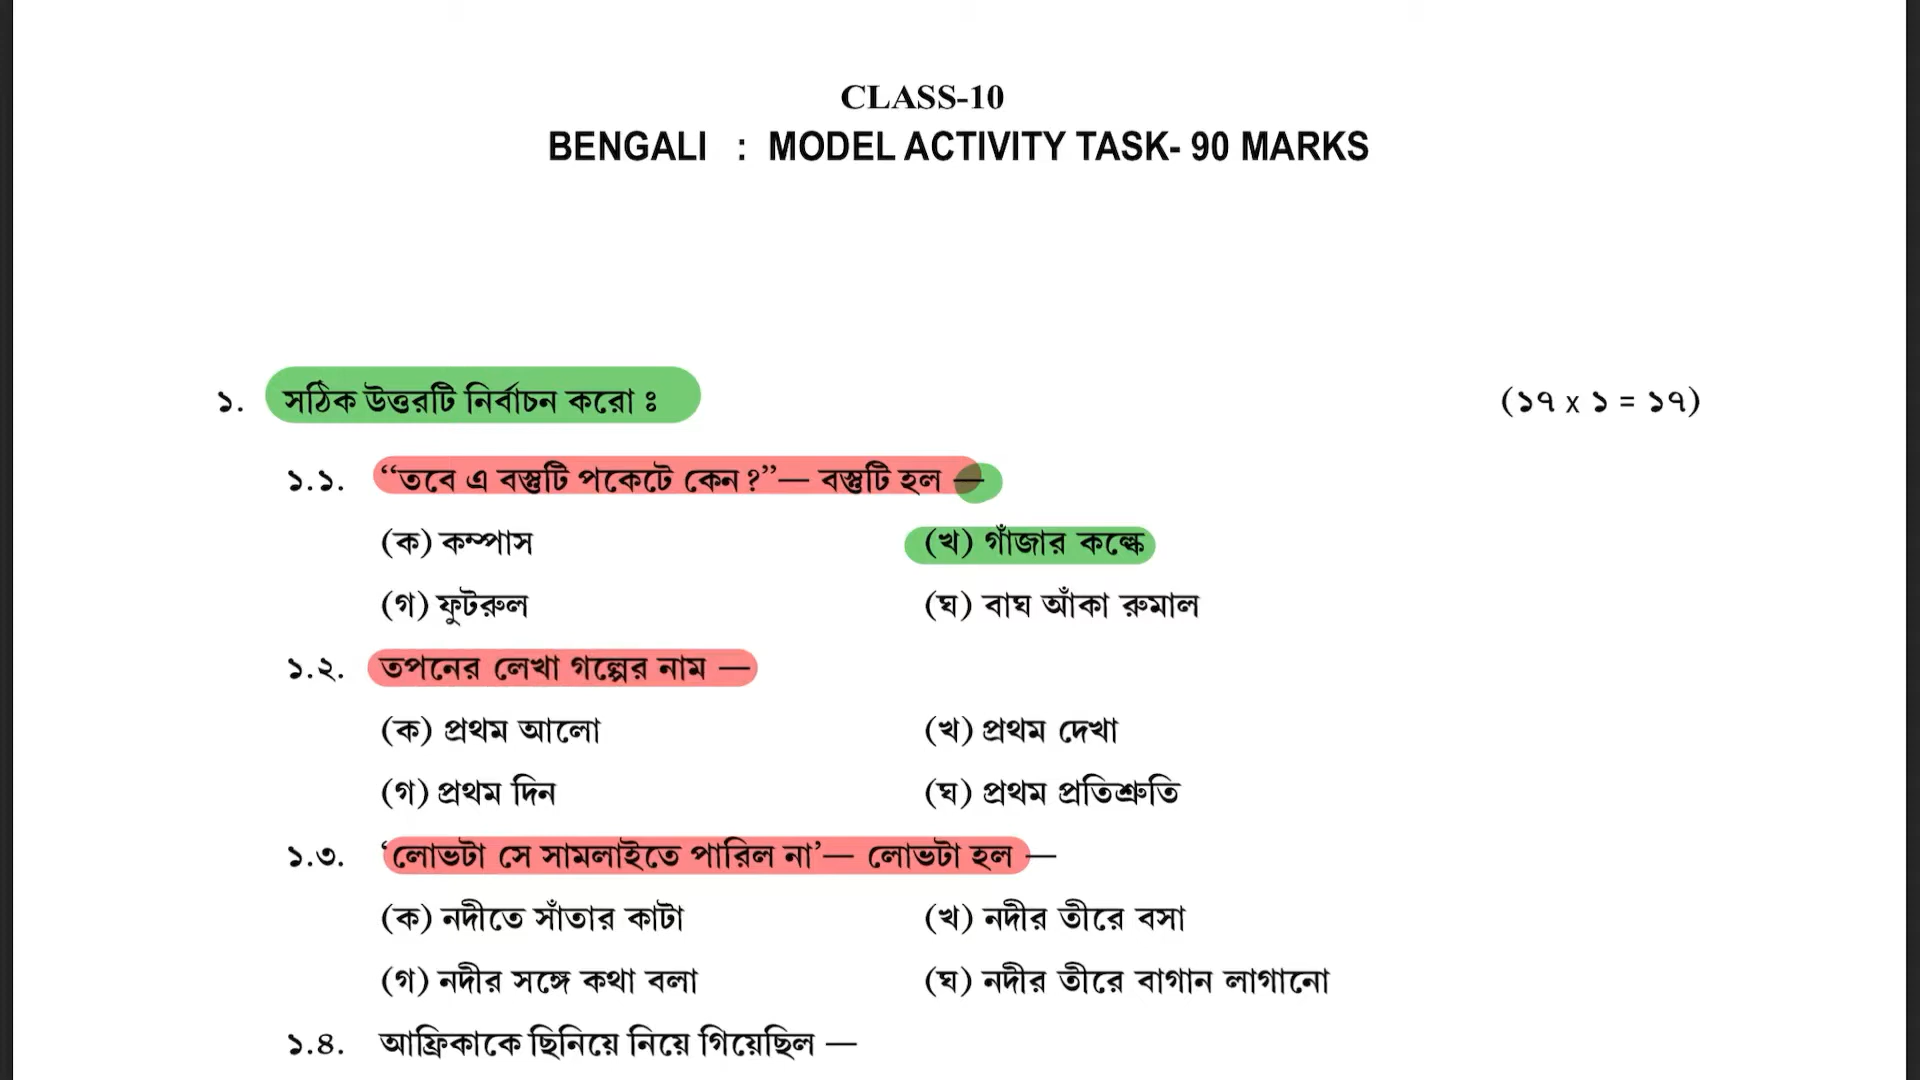 CLASS-10
BENGALI : MODEL ACTIVITY TASK- 90 MARKS
১. সঠিক উত্তরটি নির্বাচন করো ঃ (১৭ x ১ = ১৭)
১.১. “তবে এ বস্তুটি পকেটে কেন ?”— বস্তুটি হল —
(ক) কম্পাস (খ) গাঁজার কল্কে
(গ) ফুটরুল (ঘ) বাঘ আঁকা রুমাল
১.২. তপনের লেখা গল্পের নাম —
(ক) প্রথম আলো (খ) প্রথম দেখা
(গ) প্রথম দিন (ঘ) প্রথম প্রতিশ্রুতি
১.৩. ‘লোভটা সে সামলাইতে পারিল না’— লোভটা হল —
(ক) নদীতে সাঁতার কাটা (খ) নদীর তীরে বসা
(গ) নদীর সঙ্গে কথা বলা (ঘ) নদীর তীরে বাগান লাগানো
১.৪. আফ্রিকাকে ছিনিয়ে নিয়ে গিয়েছিল —